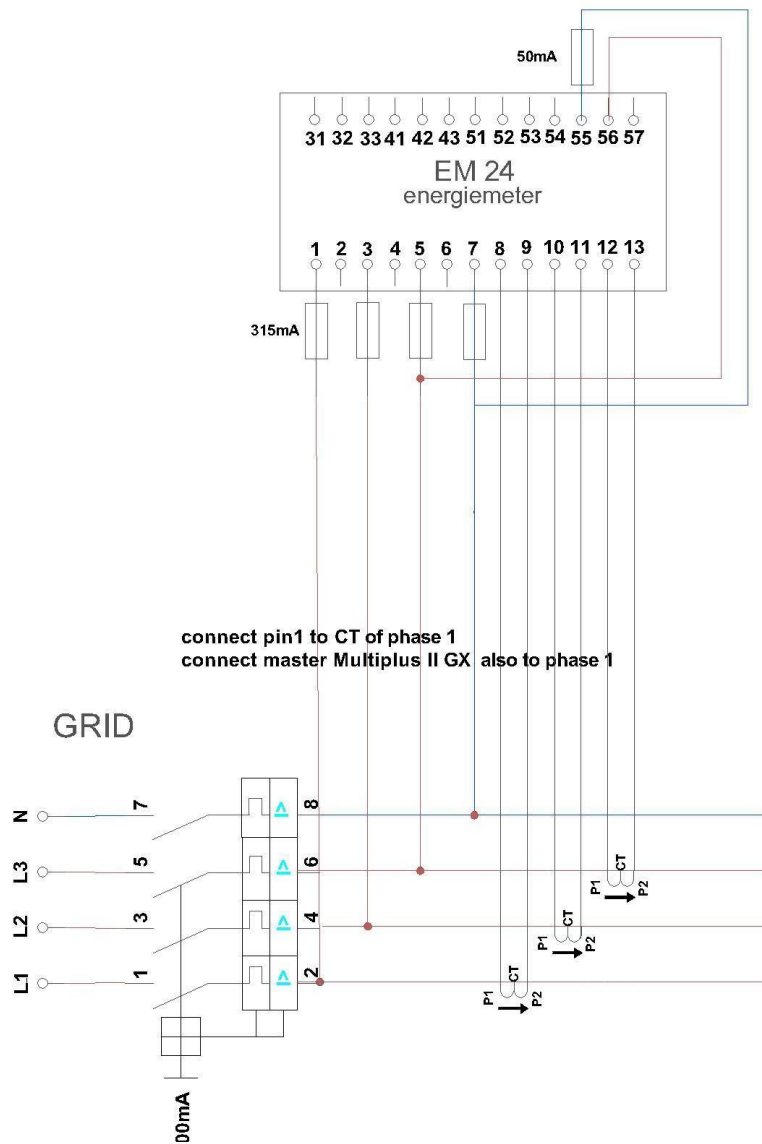 50mA
31 32 33 41 42 43 51 52 53 54 55 56 57
EM 24
energiemeter
1 2 3 4 5 6 7 8 9 10 11 12 13
315mA
connect pin1 to CT of phase 1
connect master Multiplus II GX also to phase 1
GRID
N 7 8
L3 5 6
P1 CT P2
L2 3 4
P1 CT P2
L1 1 2
P1 CT P2
00mA